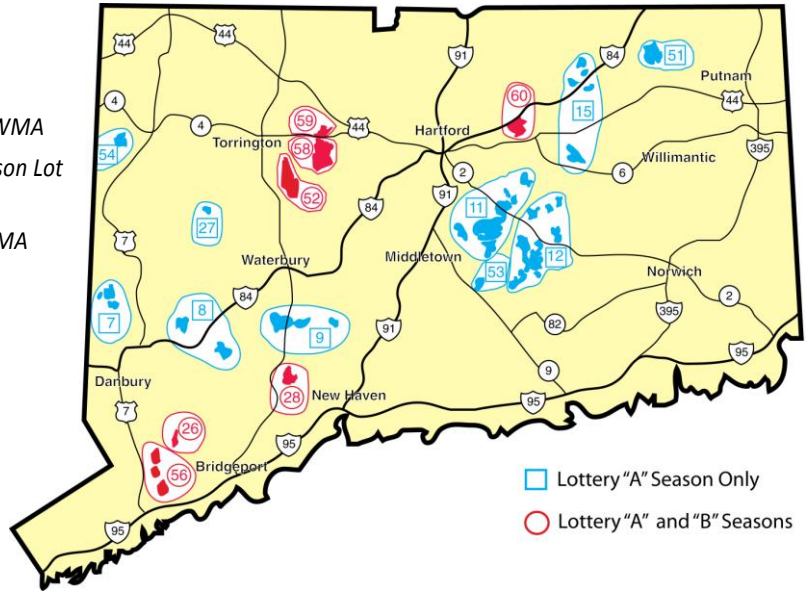 WMA
son Lot
MA
44
44
91
84
51
Putnam
4
4
Torrington
59
58
44
Hartford
60
15
44
54
52
2
Willimantic
395
6
91
27
84
11
7
Waterbury
Middletown
53
12
Norwich
7
8
84
9
91
82
395
2
95
Danbury
7
28
New Haven
9
95
26
56
Bridgeport
95
95
Lottery "A" Season Only
Lottery "A" and "B" Seasons